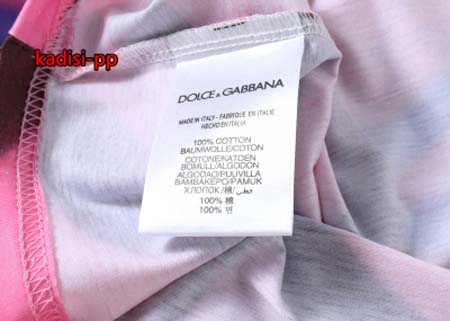 kadisi-pp
DOLCE & GABBANA
MADE IN ITALY - FABRIQUE EN ITALIE
HECHO EN ITALIA
100% COTTON
BAUMWOLLE/COTON
COTONE/KATOEN
BOMULL/ALGODON
ALGODAO/PUUVILLA
BAMBAKEPO/PAMUK
ХЛОПОК/棉/قطن
100% 棉
100% 면